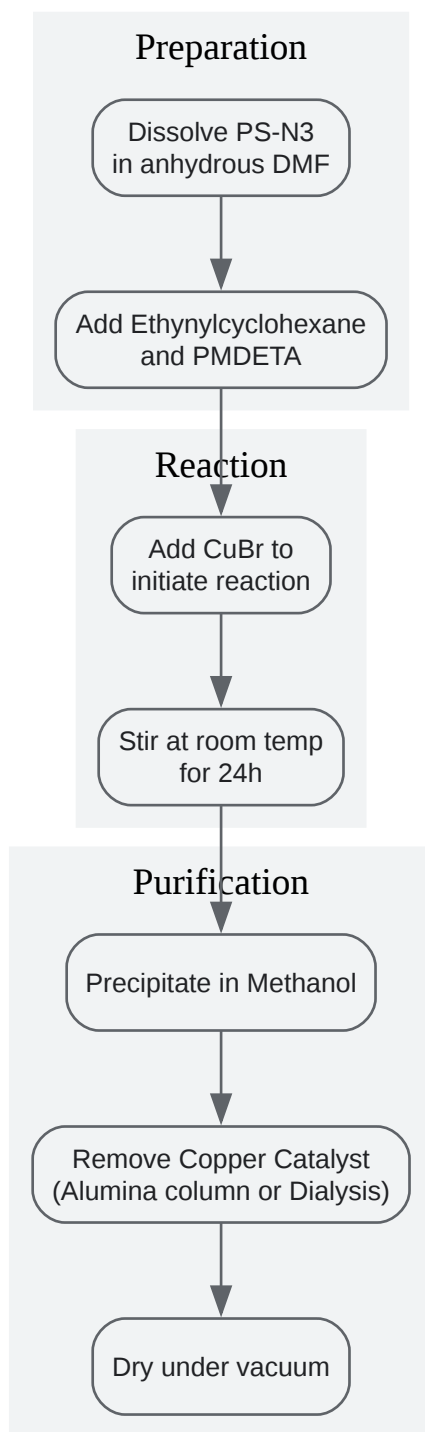 Preparation
Dissolve PS-N3
in anhydrous DMF
Add Ethynylcyclohexane
and PMDETA
Reaction
Add CuBr to
initiate reaction
Stir at room temp
for 24h
Purification
Precipitate in Methanol
Remove Copper Catalyst
(Alumina column or Dialysis)
Dry under vacuum